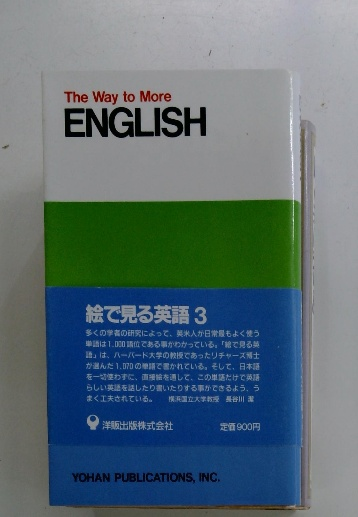 The Way to More
ENGLISH
絵で見る英語 3
多くの学者の研究によって、英米人が日常最もよく使う
単語は1,000語位である事がわかっている。「絵で見る英
語」は、ハーバード大学の教授であったリチャーズ博士
が選んだ1,070の単語で書かれている。そして、日本語
を一切使わずに、直接絵を通して、この単語だけで英語
らしい英語を話したり書いたりする事ができるよう、う
まく工夫されている。 横浜国立大学教授 長谷川 潔
洋販出版株式会社 定価900円
YOHAN PUBLICATIONS, INC.